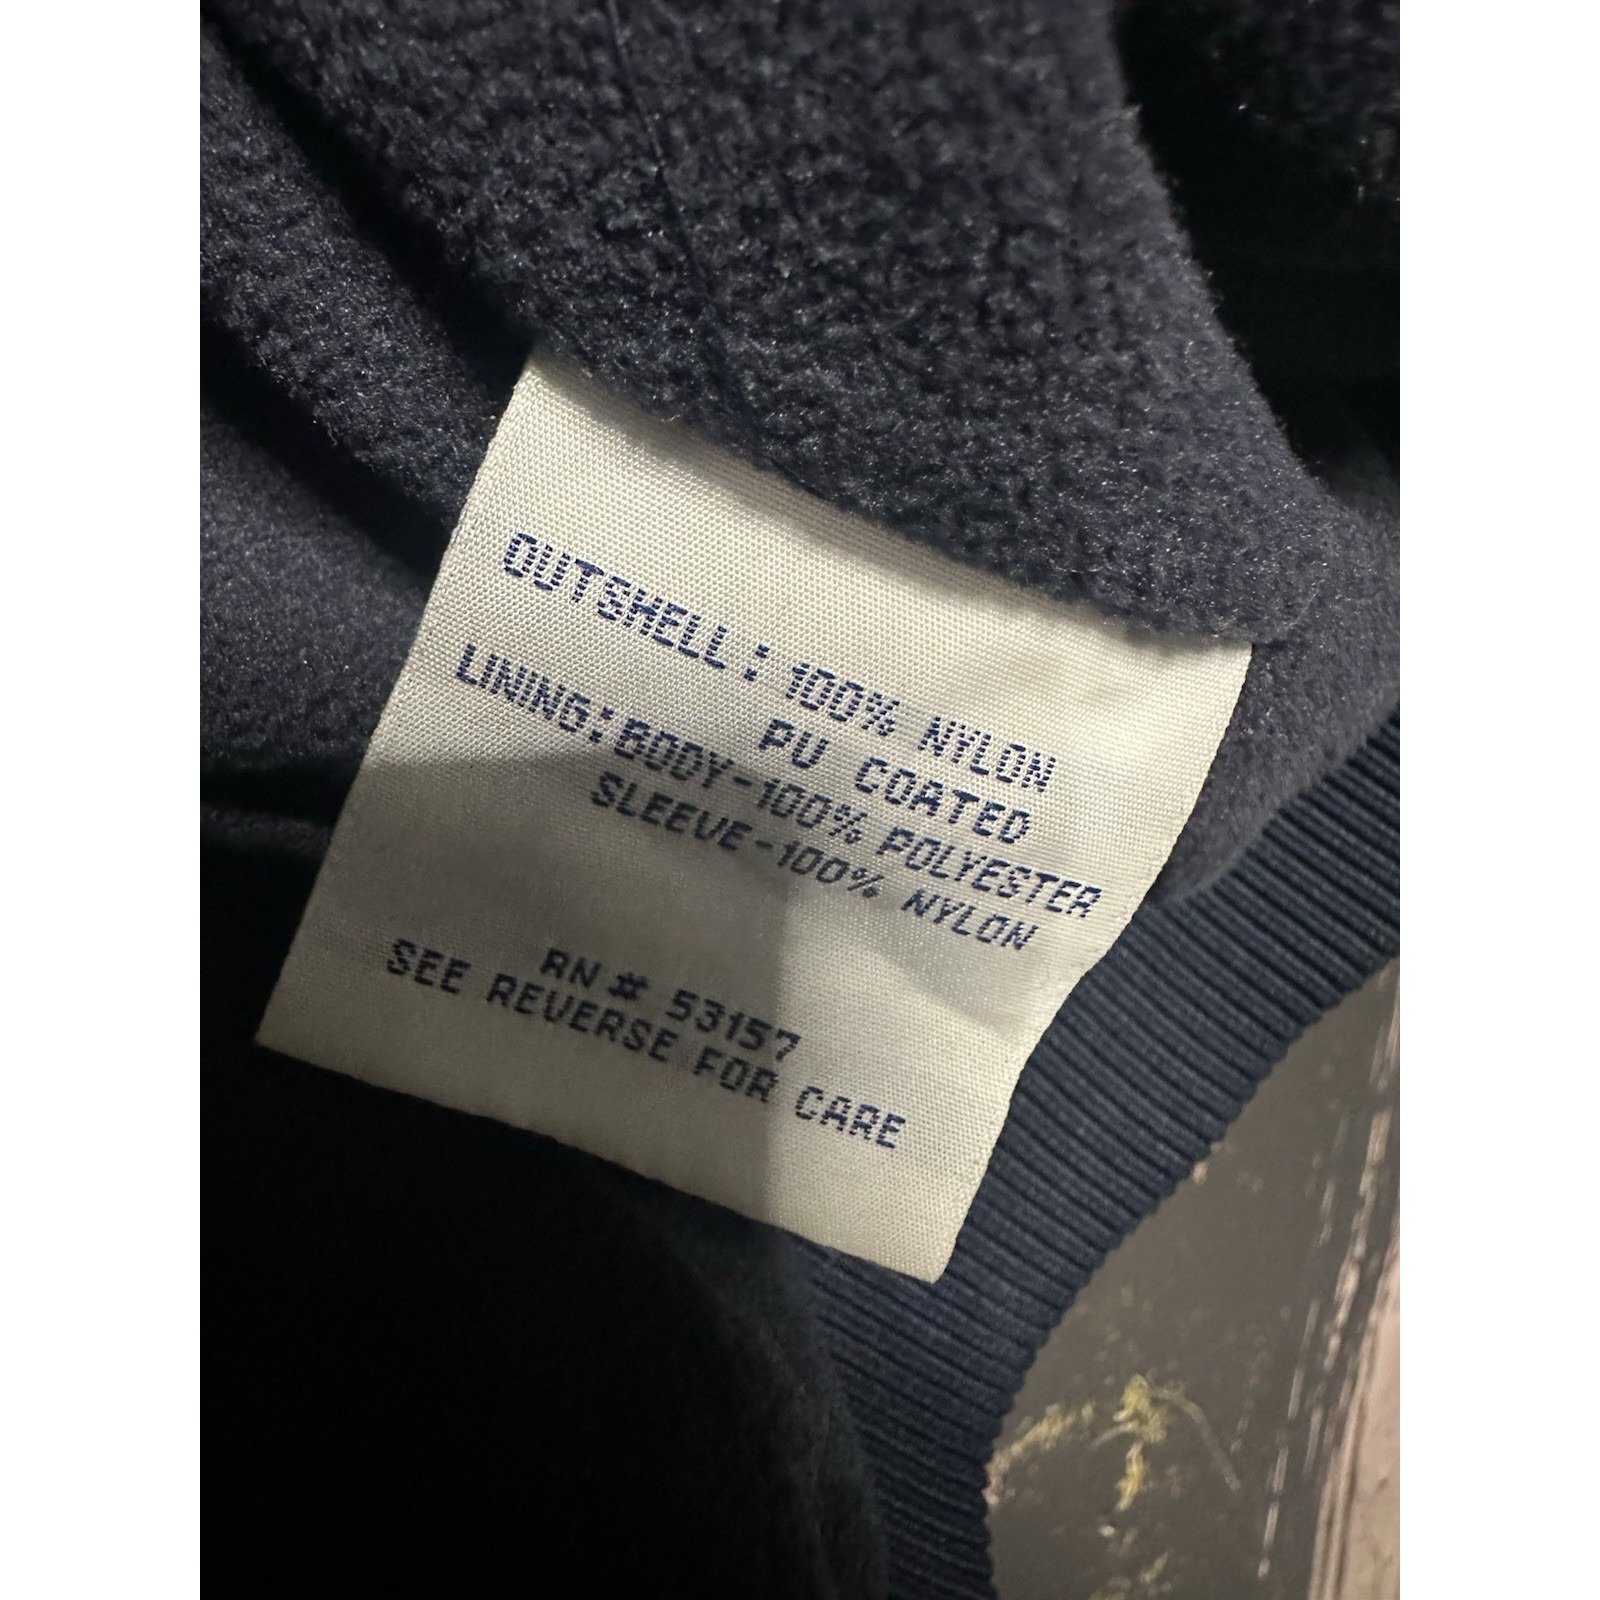 OUTSHELL: 100% NYLON
PU COATED
LINING: BODY-100% POLYESTER
SLEEVE-100% NYLON
RN # 53157
SEE REVERSE FOR CARE